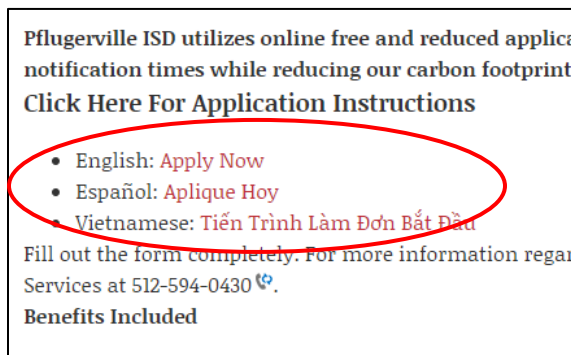 Pflugerville ISD utilizes online free and reduced applica
notification times while reducing our carbon footprint
Click Here For Application Instructions
• English: Apply Now
• Español: Aplique Hoy
• Vietnamese: Tiến Trình Làm Đơn Bắt Đầu
Fill out the form completely. For more information regar
Services at 512-594-0430.
Benefits Included